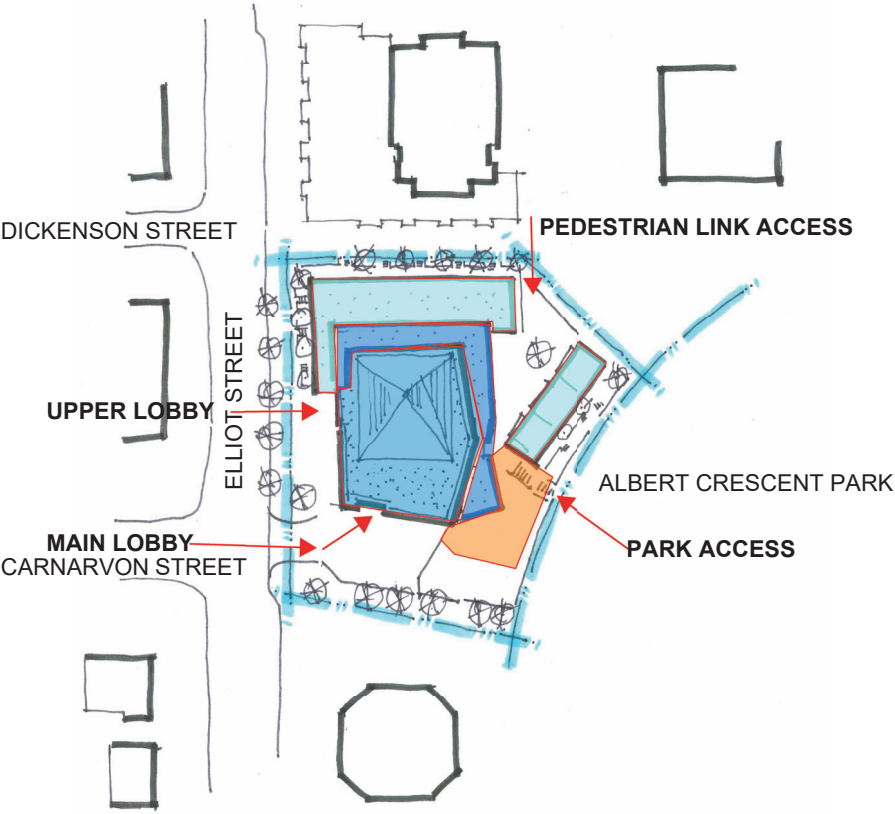 PEDESTRIAN LINK ACCESS
DICKENSON STREET
ELLIOT STREET
UPPER LOBBY
ALBERT CRESCENT PARK
MAIN LOBBY
PARK ACCESS
CARNARVON STREET